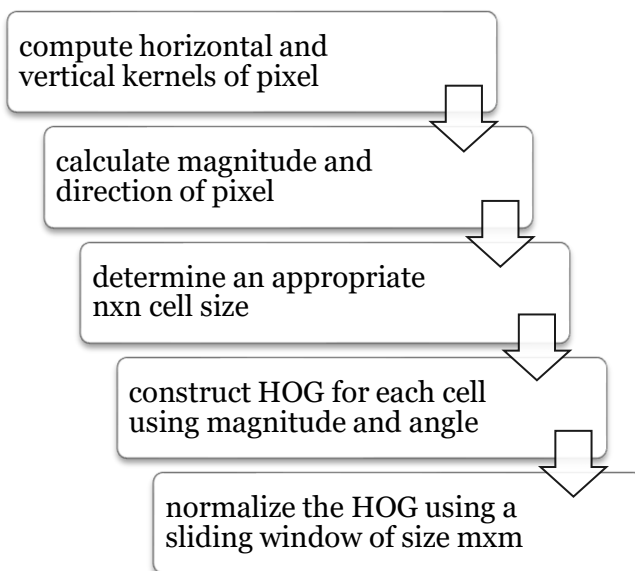 compute horizontal and
vertical kernels of pixel
calculate magnitude and
direction of pixel
determine an appropriate
nxn cell size
construct HOG for each cell
using magnitude and angle
normalize the HOG using a
sliding window of size mxm